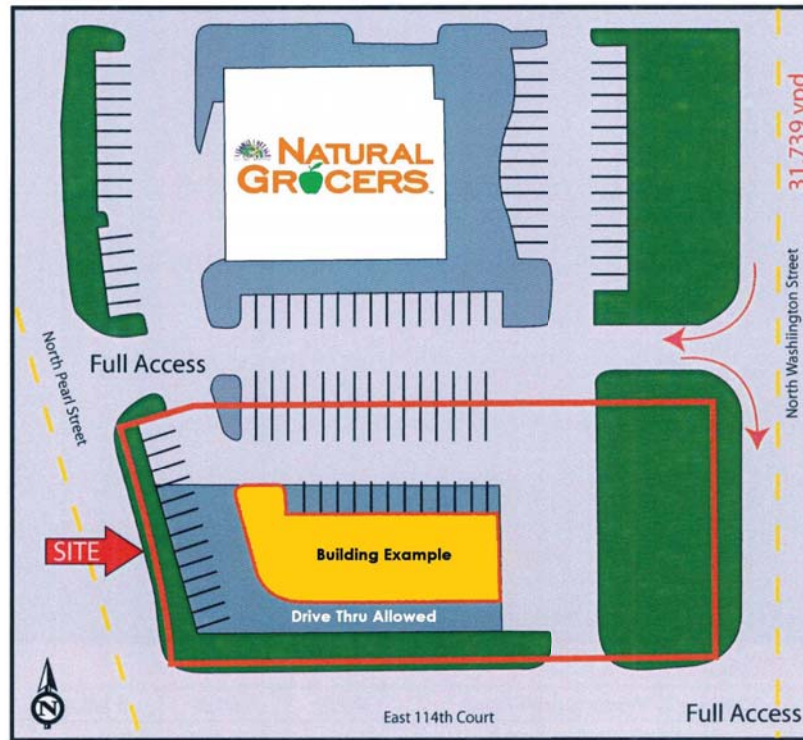 NATURAL
GROCERS
31,739 vpd
North Washiington Street
North Pearl Street
Full Access
SITE
Building Example
Drive Thru Allowed
N
East 114th Court
Full Access